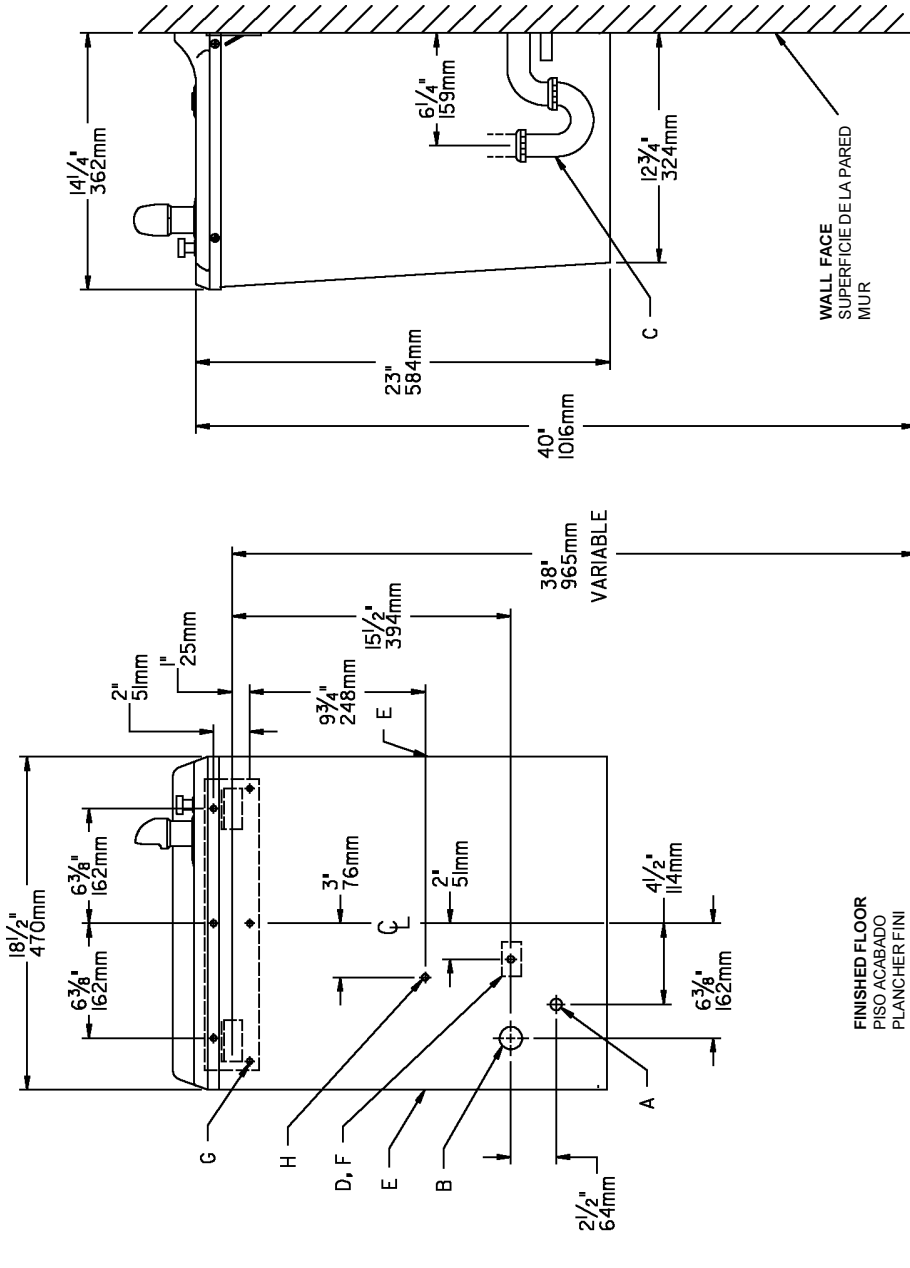 18 1/2"
470mm
6 3/8"
162mm
6 3/8"
162mm
2"
51mm
1"
25mm
G
H
D, F
E
B
3"
76mm
CL
2"
51mm
9 3/4"
248mm
E
15 1/2"
394mm
38"
965mm
VARIABLE
2 1/2"
64mm
A
4 1/2"
114mm
6 3/8"
162mm
FINISHED FLOOR
PISO ACABADO
PLANCHER FINI
14 1/4"
362mm
6 1/4"
159mm
23"
584mm
40"
1016mm
C
12 3/4"
324mm
WALL FACE
SUPERFICIE DE LA PARED
MUR